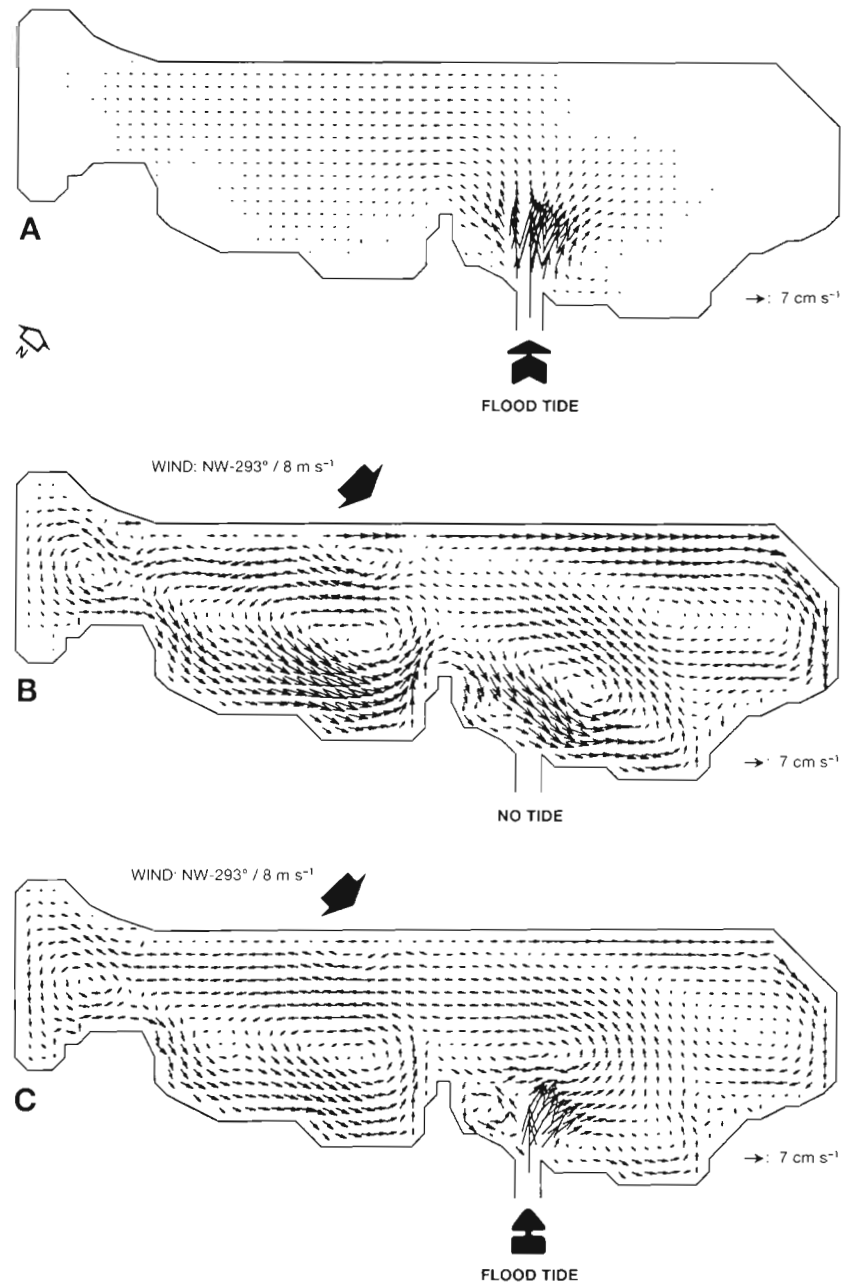 A
→: 7 cm s⁻¹
N
FLOOD TIDE
WIND: NW-293° / 8 m s⁻¹
B
→: 7 cm s⁻¹
NO TIDE
WIND: NW-293° / 8 m s⁻¹
C
→: 7 cm s⁻¹
FLOOD TIDE